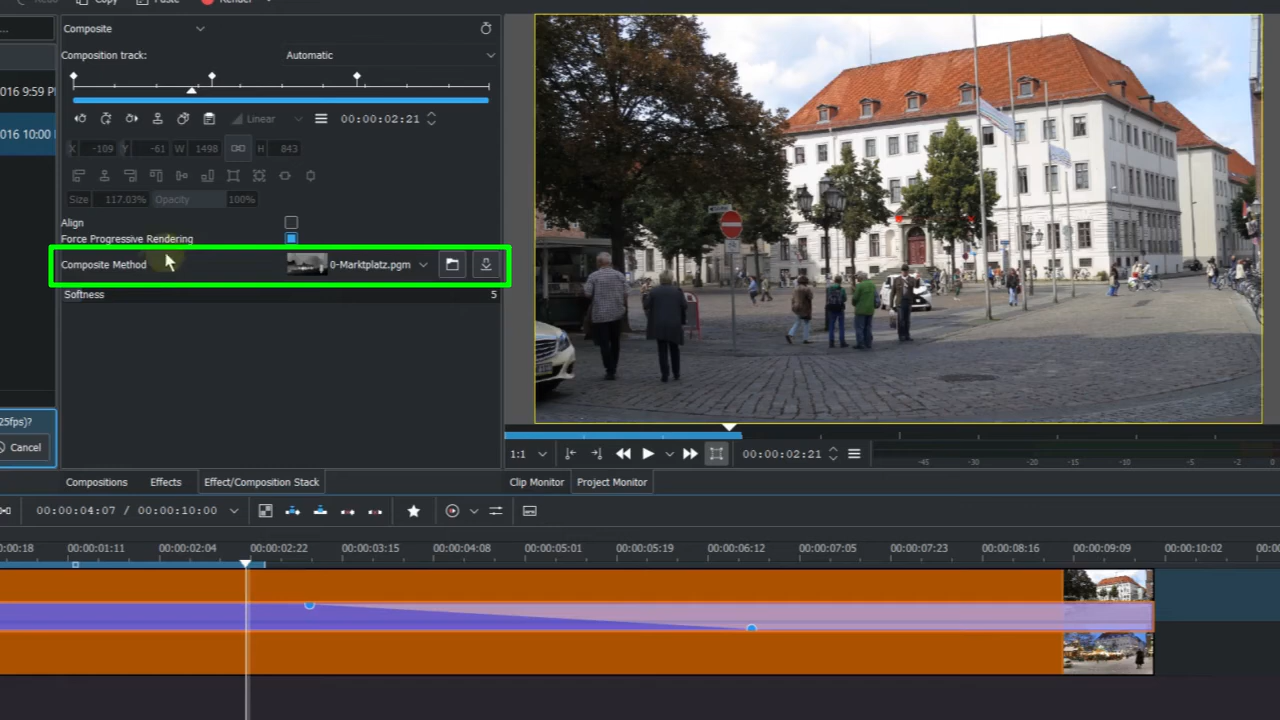 Copy Paste Render
Composite
...
Composition track: Automatic
016 9:59 P
Linear 00:00:02:21
016 10:00
X -109 Y -61 W 1498 H 843
Size 117.03% Opacity 100%
Align
Force Progressive Rendering
Composite Method 0-Marktplatz.pgm
Softness 5
25fps)?
Cancel
1:1 00:00:02:21 -45 -30 -20 -15 -10 -5 -2 0
Compositions Effects Effect/Composition Stack Clip Monitor Project Monitor
00:00:04:07 / 00:00:10:00
0:00:18 00:00:01:11 00:00:02:04 00:00:02:22 00:00:03:15 00:00:04:08 00:00:05:01 00:00:05:19 00:00:06:12 00:00:07:05 00:00:07:23 00:00:08:16 00:00:09:09 00:00:10:02 00:00